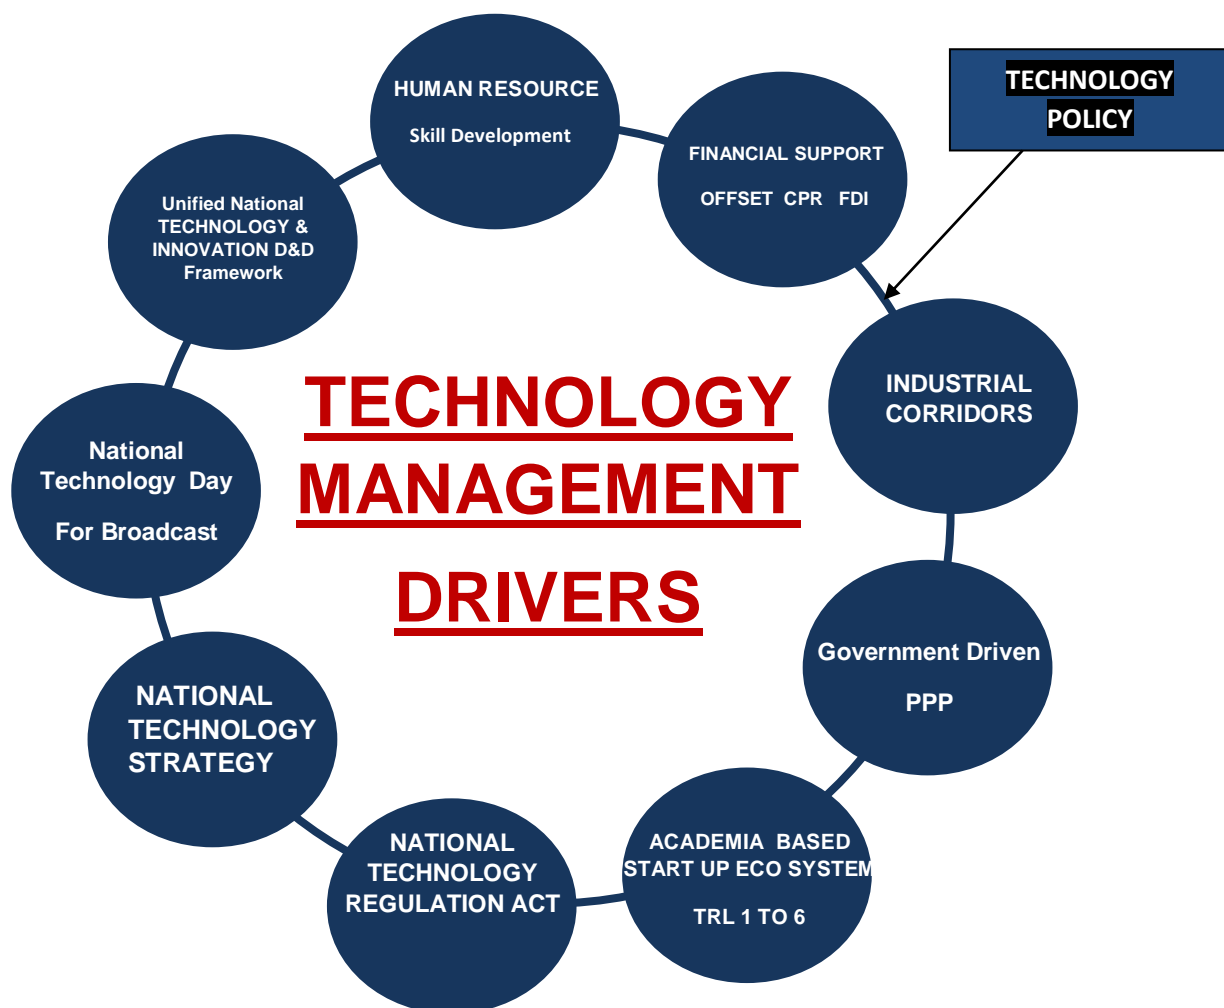 HUMAN RESOURCE
Skill Development
FINANCIAL SUPPORT
OFFSET CPR FDI
TECHNOLOGY
POLICY
INDUSTRIAL
CORRIDORS
Government Driven
PPP
ACADEMIA BASED
START UP ECO SYSTEM
TRL 1 TO 6
NATIONAL
TECHNOLOGY
REGULATION ACT
NATIONAL
TECHNOLOGY
STRATEGY
National
Technology Day
For Broadcast
Unified National
TECHNOLOGY &
INNOVATION D&D
Framework
TECHNOLOGY
MANAGEMENT
DRIVERS